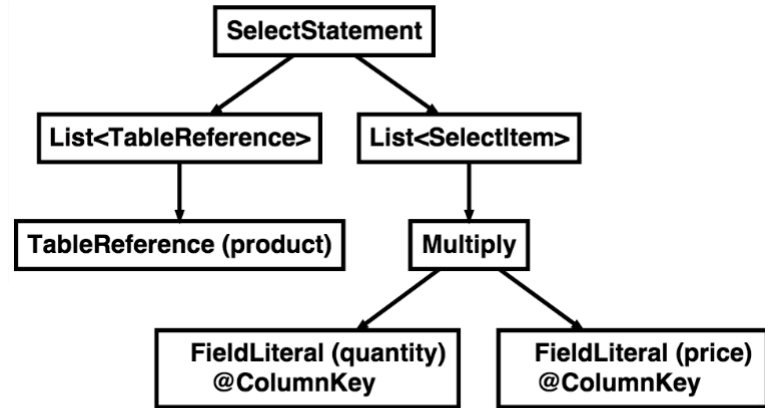 SelectStatement
List<TableReference>
List<SelectItem>
TableReference (product)
Multiply
FieldLiteral (quantity)
@ColumnKey
FieldLiteral (price)
@ColumnKey